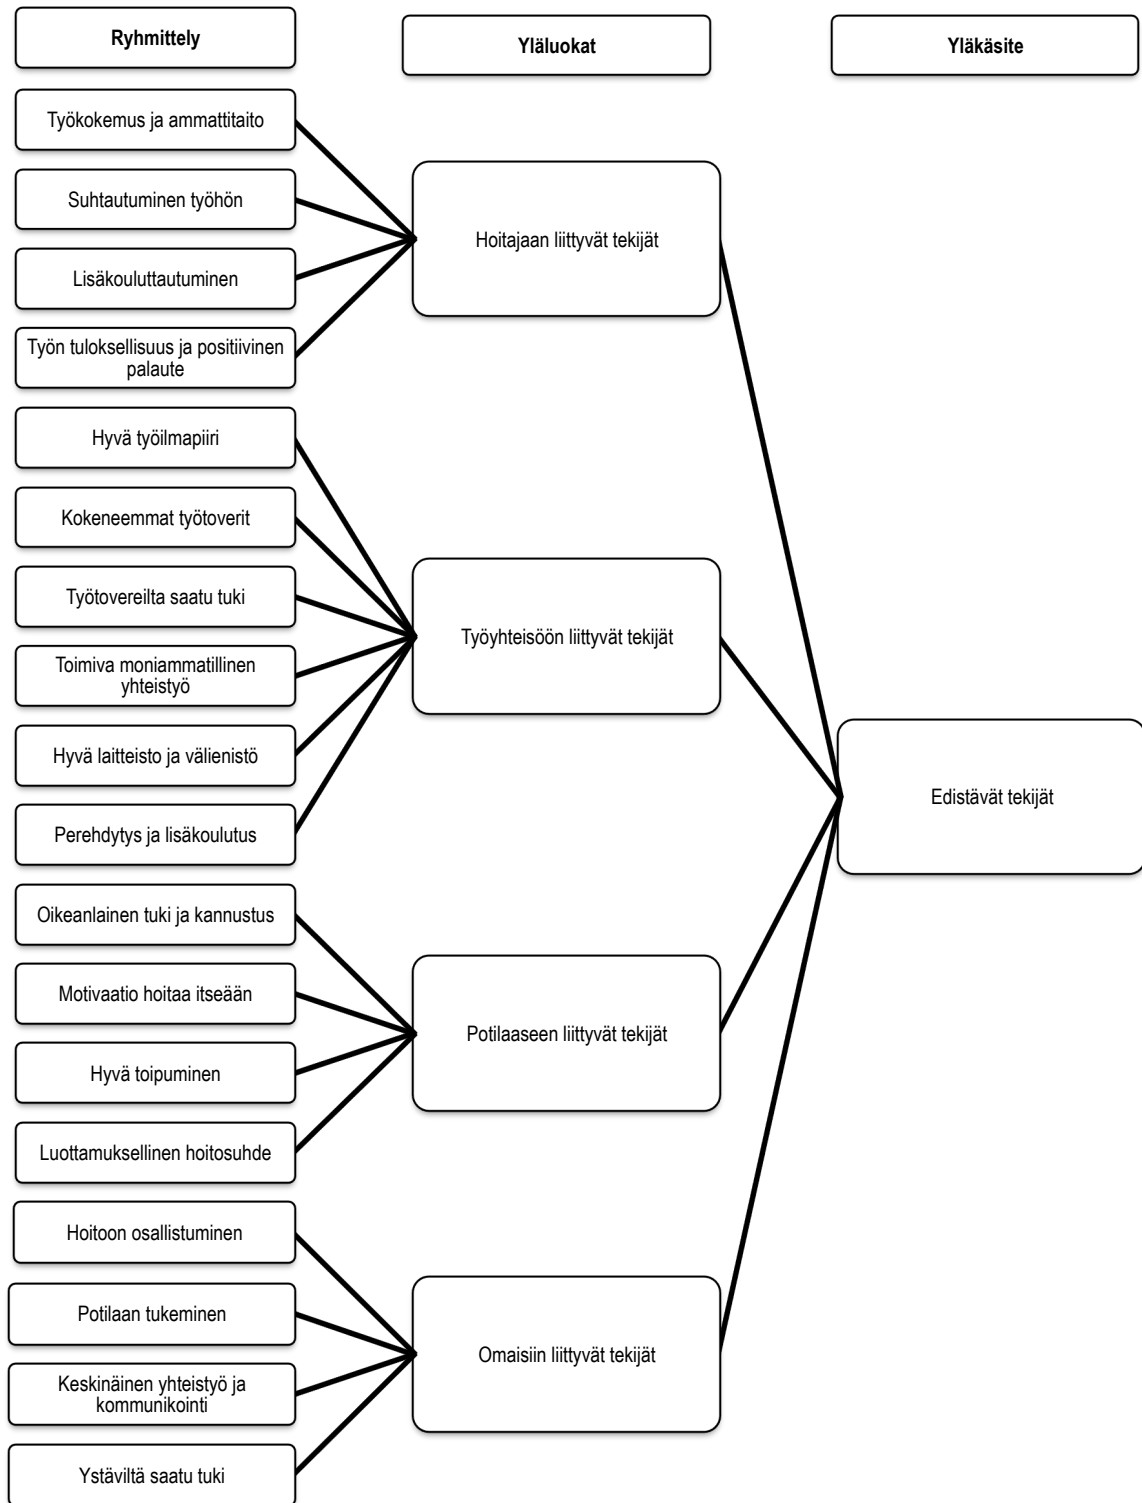 Ryhmittely
Yläluokat
Yläkäsite
Työkokemus ja ammattitaito
Suhtautuminen työhön
Lisäkouluttautuminen
Työn tuloksellisuus ja positiivinen
palaute
Hoitajaan liittyvät tekijät
Hyvä työilmapiiri
Kokeneemmat työtoverit
Työtovereilta saatu tuki
Toimiva moniammatillinen
yhteistyö
Hyvä laitteisto ja välienistö
Perehdytys ja lisäkoulutus
Työyhteisöön liittyvät tekijät
Edistävät tekijät
Oikeanlainen tuki ja kannustus
Motivaatio hoitaa itseään
Hyvä toipuminen
Luottamuksellinen hoitosuhde
Potilaaseen liittyvät tekijät
Hoitoon osallistuminen
Potilaan tukeminen
Keskinäinen yhteistyö ja
kommunikointi
Ystäviltä saatu tuki
Omaisiin liittyvät tekijät